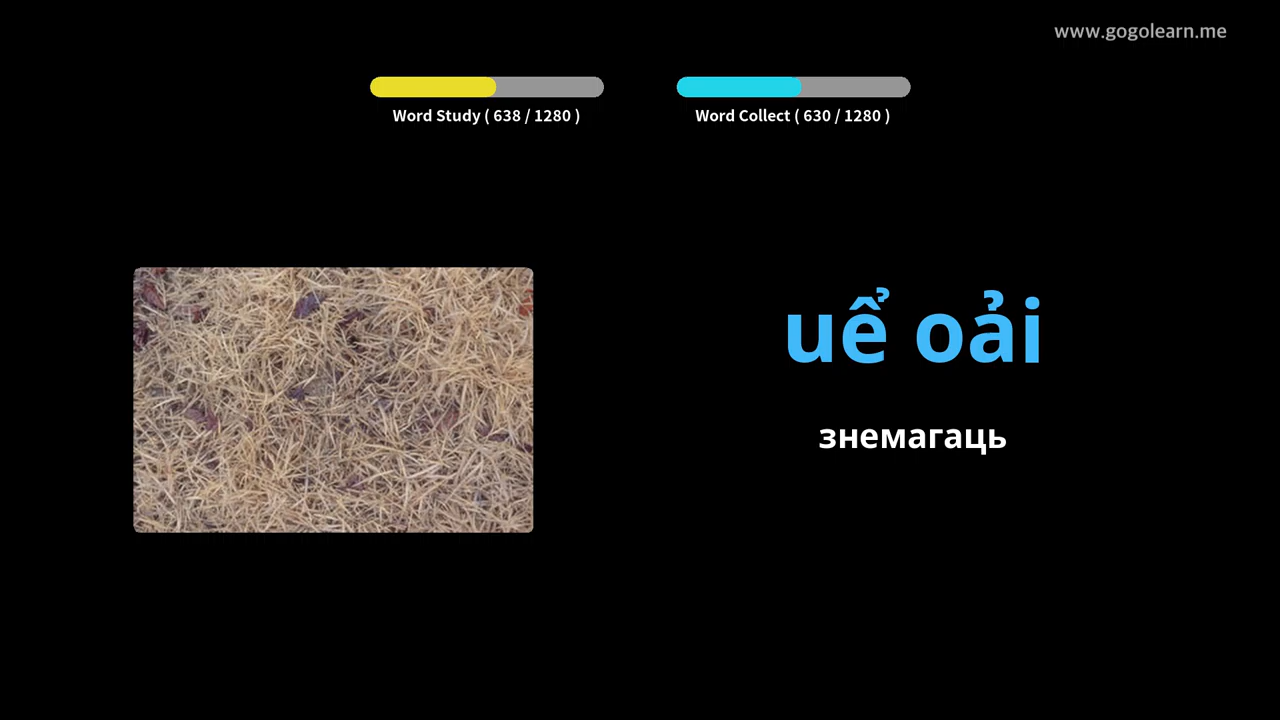 www.gogolearn.me
Word Study ( 638 / 1280 )
Word Collect ( 630 / 1280 )
uể oải
знемагаць